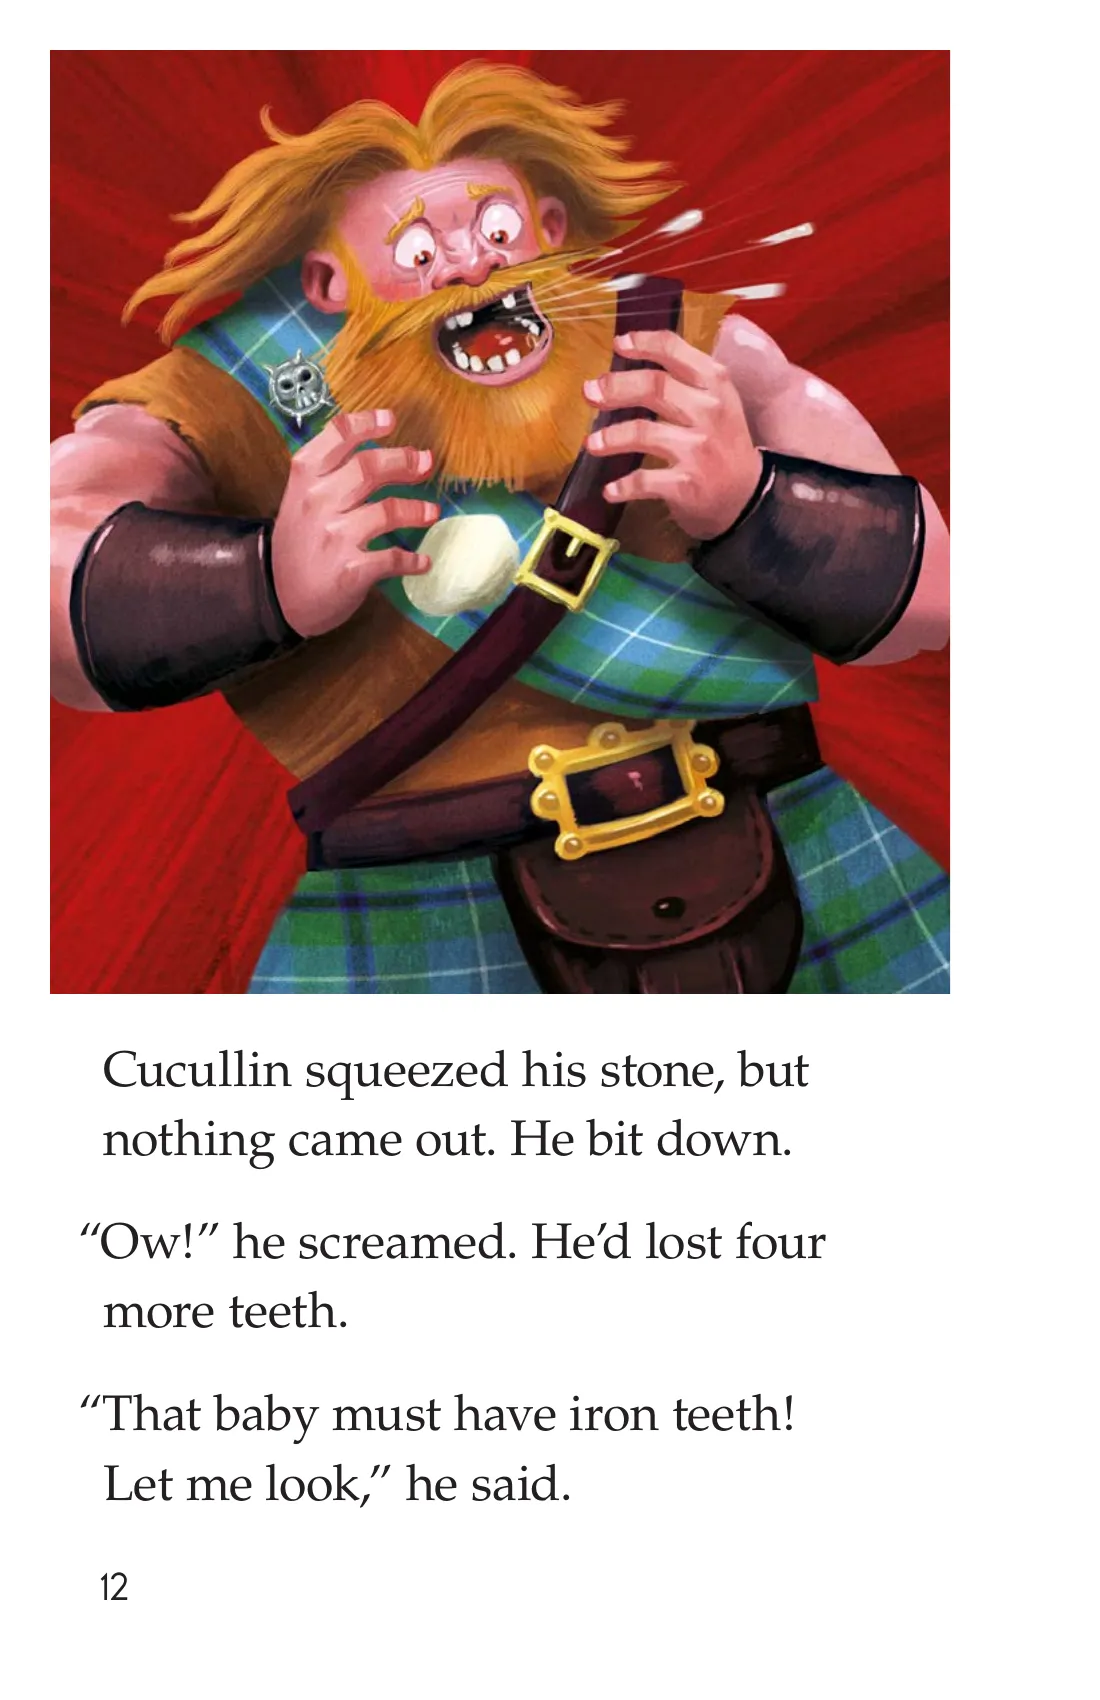 Cucullin squeezed his stone, but
nothing came out. He bit down.
“Ow!” he screamed. He’d lost four
more teeth.
“That baby must have iron teeth!
Let me look,” he said.
12